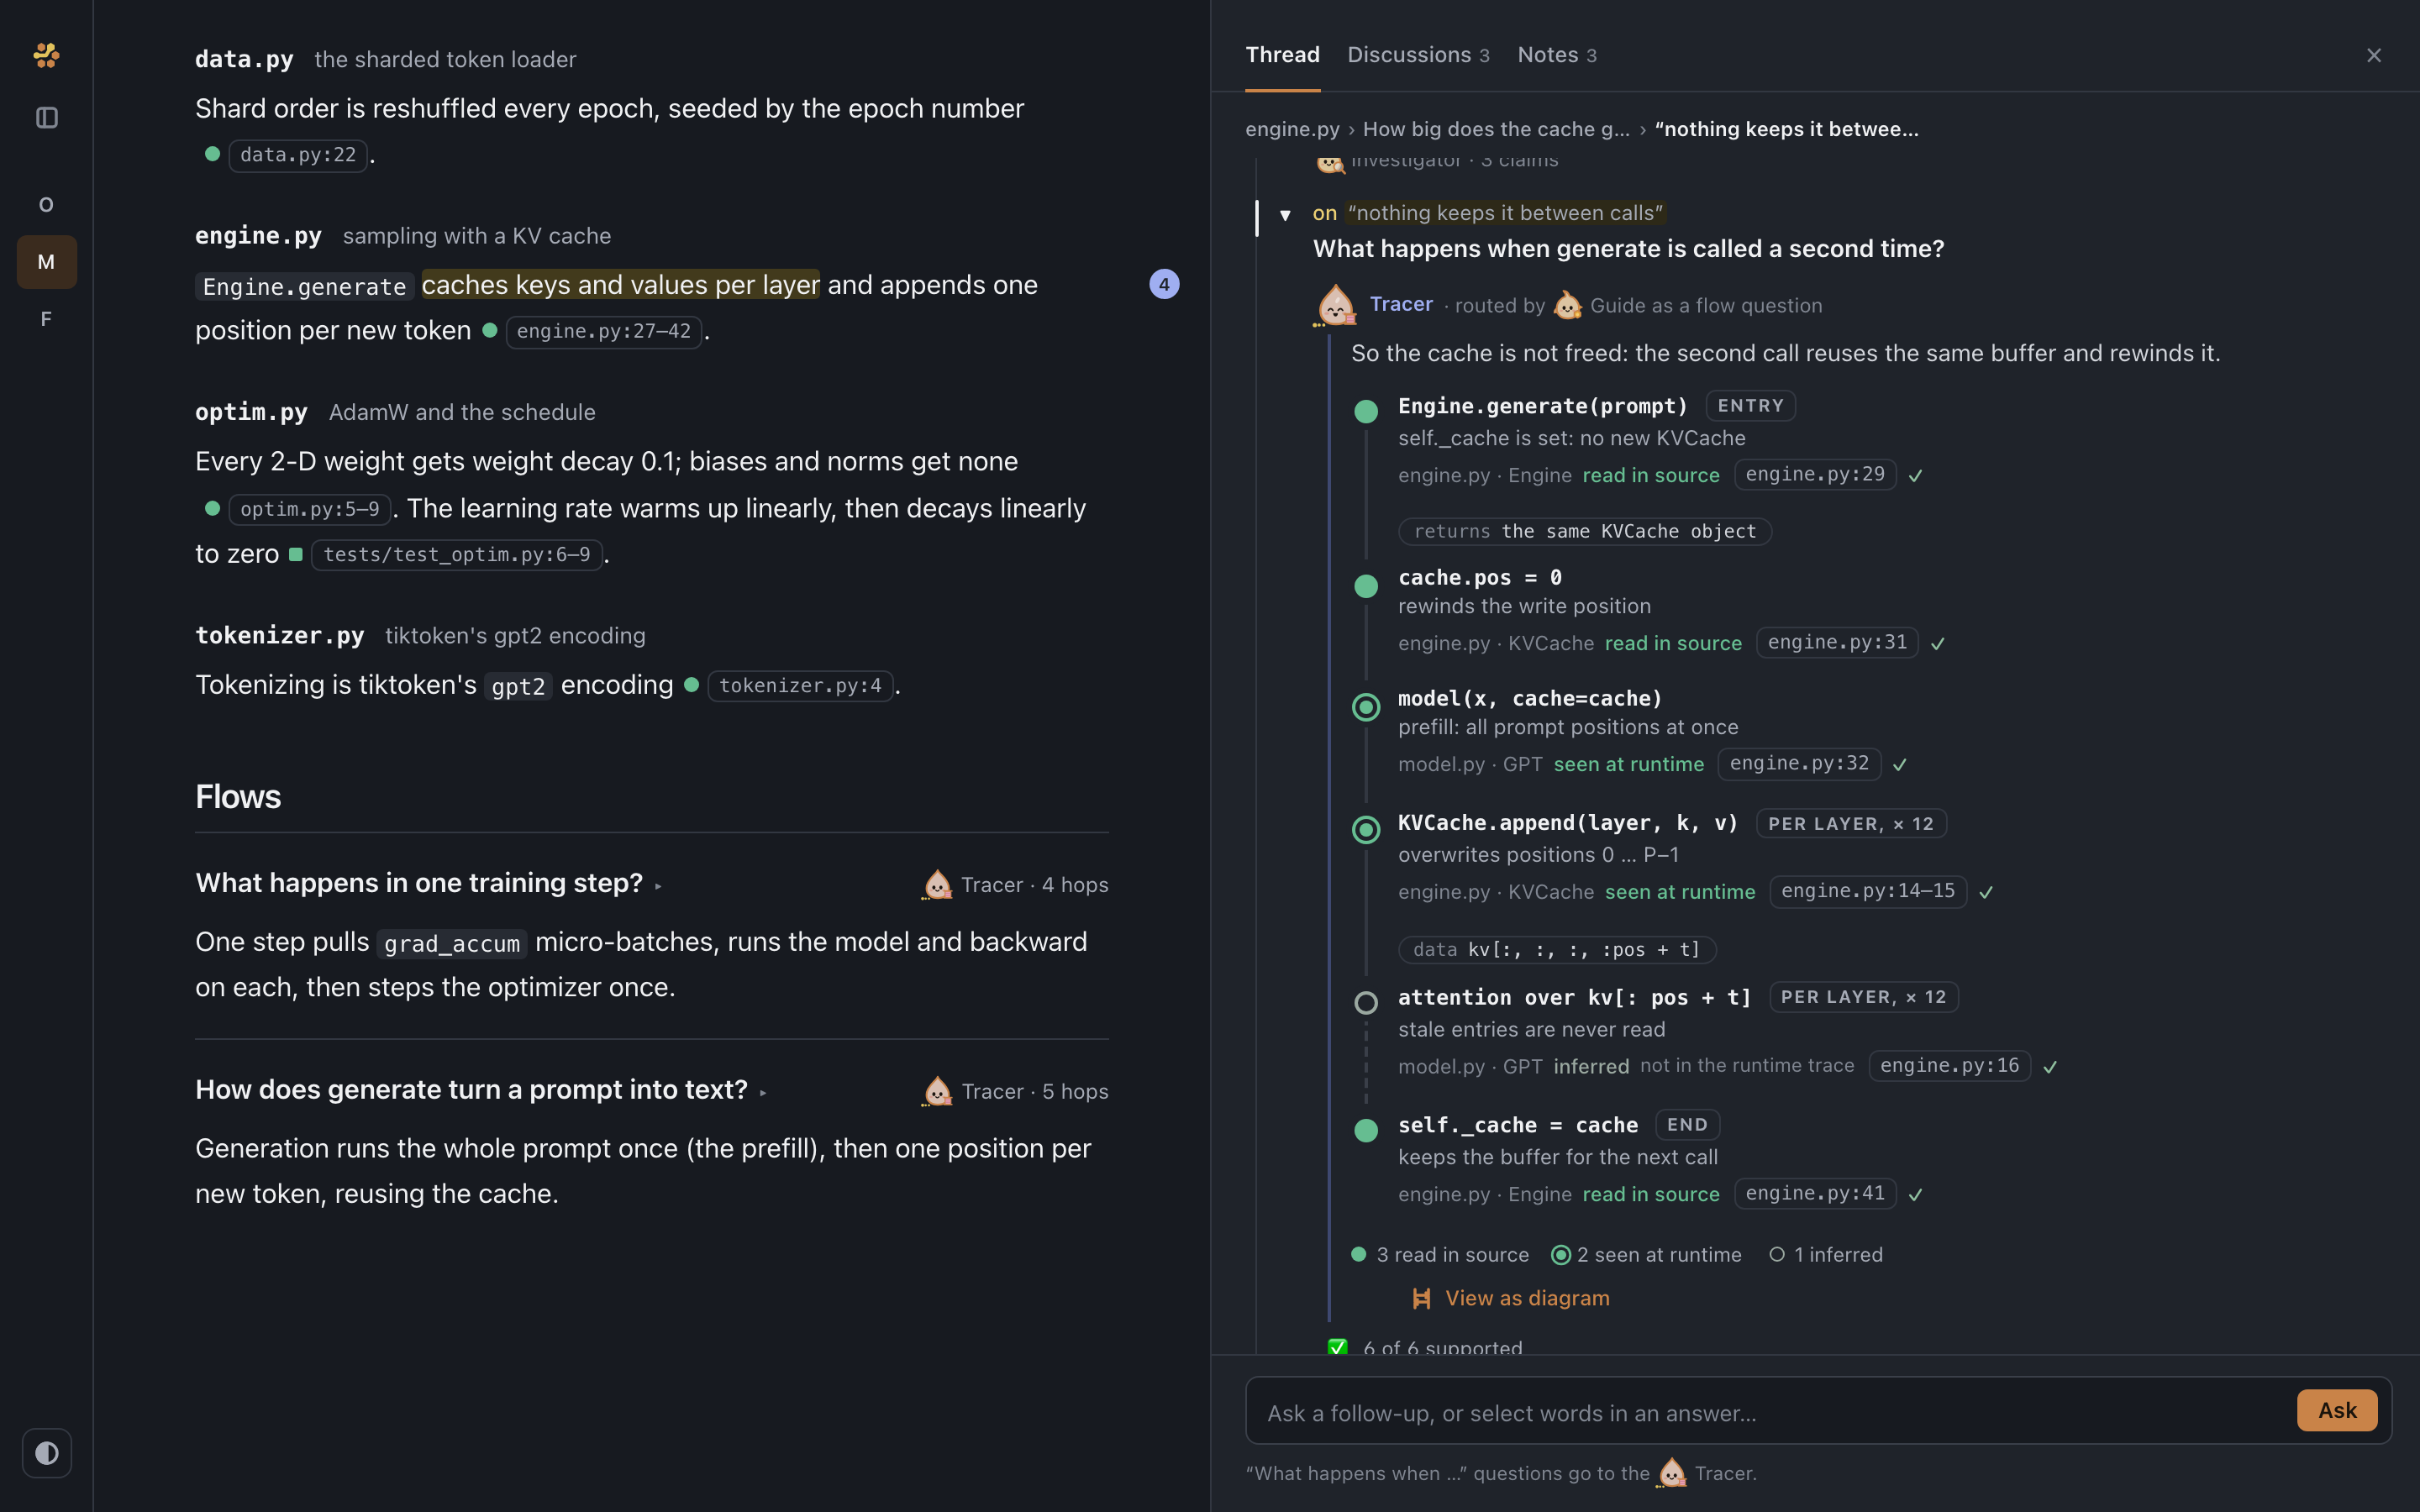 O
M
F
data.py the sharded token loader
Shard order is reshuffled every epoch, seeded by the epoch number
data.py:22 .
engine.py sampling with a KV cache
Engine.generate caches keys and values per layer and appends one
4
position per new token engine.py:27–42 .
optim.py AdamW and the schedule
Every 2-D weight gets weight decay 0.1; biases and norms get none
optim.py:5–9 . The learning rate warms up linearly, then decays linearly
to zero tests/test_optim.py:6–9 .
tokenizer.py tiktoken's gpt2 encoding
Tokenizing is tiktoken's gpt2 encoding tokenizer.py:4 .
Flows
What happens in one training step? ▸ Tracer · 4 hops
One step pulls grad_accum micro-batches, runs the model and backward
on each, then steps the optimizer once.
How does generate turn a prompt into text? ▸ Tracer · 5 hops
Generation runs the whole prompt once (the prefill), then one position per
new token, reusing the cache.
Thread Discussions 3 Notes 3 ×
engine.py › How big does the cache g... › “nothing keeps it betwee...
Investigator · 3 claims
▼ on “nothing keeps it between calls”
What happens when generate is called a second time?
Tracer · routed by Guide as a flow question
So the cache is not freed: the second call reuses the same buffer and rewinds it.
Engine.generate(prompt) ENTRY
self._cache is set: no new KVCache
engine.py · Engine read in source engine.py:29 ✓
returns the same KVCache object
cache.pos = 0
rewinds the write position
engine.py · KVCache read in source engine.py:31 ✓
model(x, cache=cache)
prefill: all prompt positions at once
model.py · GPT seen at runtime engine.py:32 ✓
KVCache.append(layer, k, v) PER LAYER, × 12
overwrites positions 0 … P–1
engine.py · KVCache seen at runtime engine.py:14–15 ✓
data kv[:, :, :, :pos + t]
attention over kv[: pos + t] PER LAYER, × 12
stale entries are never read
model.py · GPT inferred not in the runtime trace engine.py:16 ✓
self._cache = cache END
keeps the buffer for the next call
engine.py · Engine read in source engine.py:41 ✓
3 read in source 2 seen at runtime 1 inferred
View as diagram
✅ 6 of 6 supported
Ask a follow-up, or select words in an answer... Ask
“What happens when ...” questions go to the Tracer.